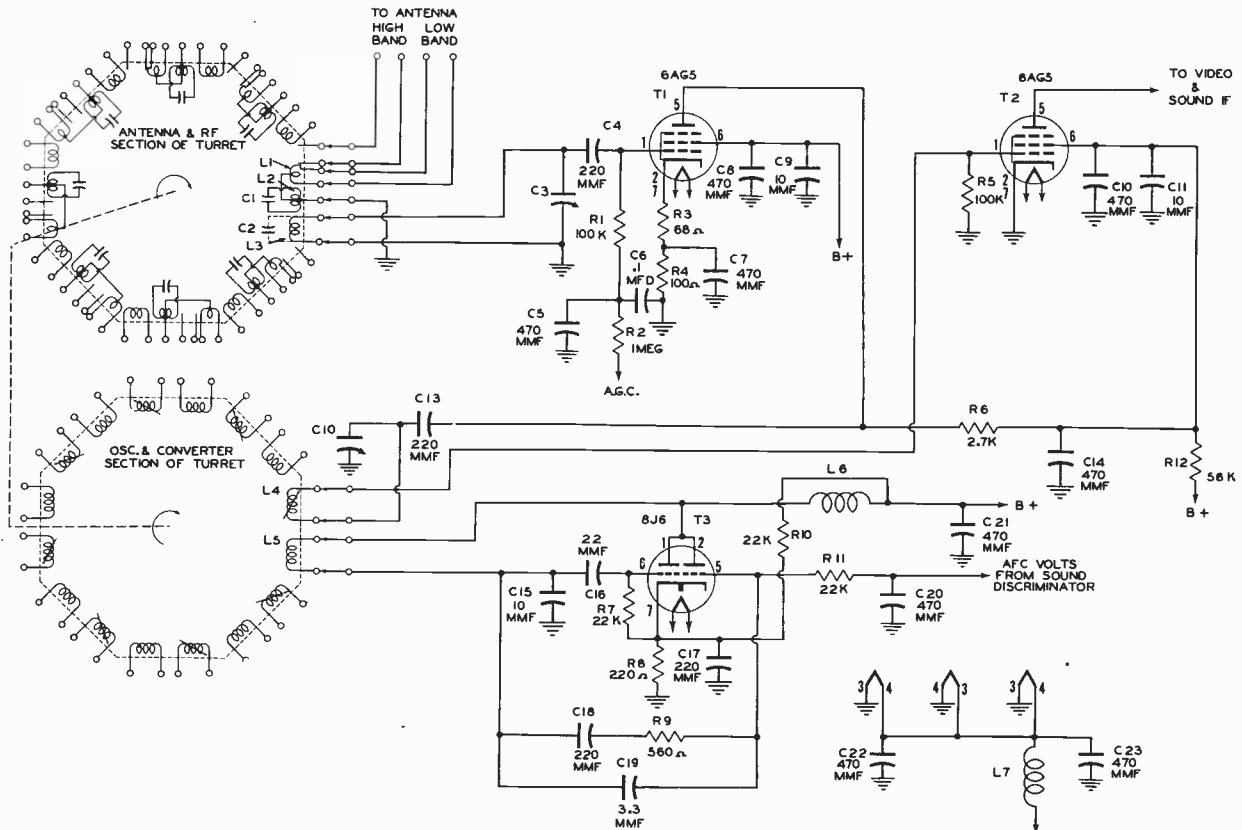 TO ANTENNA
HIGH LOW
BAND BAND
ANTENNA & RF
SECTION OF TURRET
L1
L2
C1
C2
L3
C3
C4
220
MMF
R1
100 K
C5
470
MMF
R2
1MEG
A.G.C.
C6
.1
MFD
6AG5
T1
5
1
6
2
7
R3
68Ω
R4
100Ω
C7
470
MMF
C8
470
MMF
C9
10
MMF
B+
6AG5
T2
5
1
6
2
7
R5
100K
C10
470
MMF
C11
10
MMF
TO VIDEO
&
SOUND IF
OSC. & CONVERTER
SECTION OF TURRET
C10
C13
220
MMF
L4
L5
R6
2.7K
C14
470
MMF
R12
56K
B+
L6
B+
C21
470
MMF
8J6
T3
1
2
6
5
7
22
MMF
C16
C15
10
MMF
R7
22 K
R8
220Ω
C17
220
MMF
R10
22K
R11
22K
C20
470
MMF
AFC VOLTS
FROM SOUND
DISCRIMINATOR
C18
220
MMF
R9
560Ω
C19
3.3
MMF
3 4
4 3
3 4
C22
470
MMF
L7
C23
470
MMF